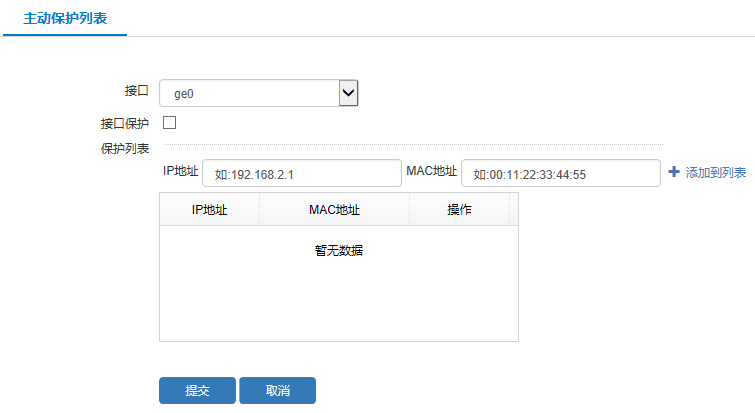 主动保护列表
接口 ge0
接口保护
保护列表
IP地址 如:192.168.2.1 MAC地址 如:00:11:22:33:44:55 添加到列表
IP地址 MAC地址 操作
暂无数据
提交 取消